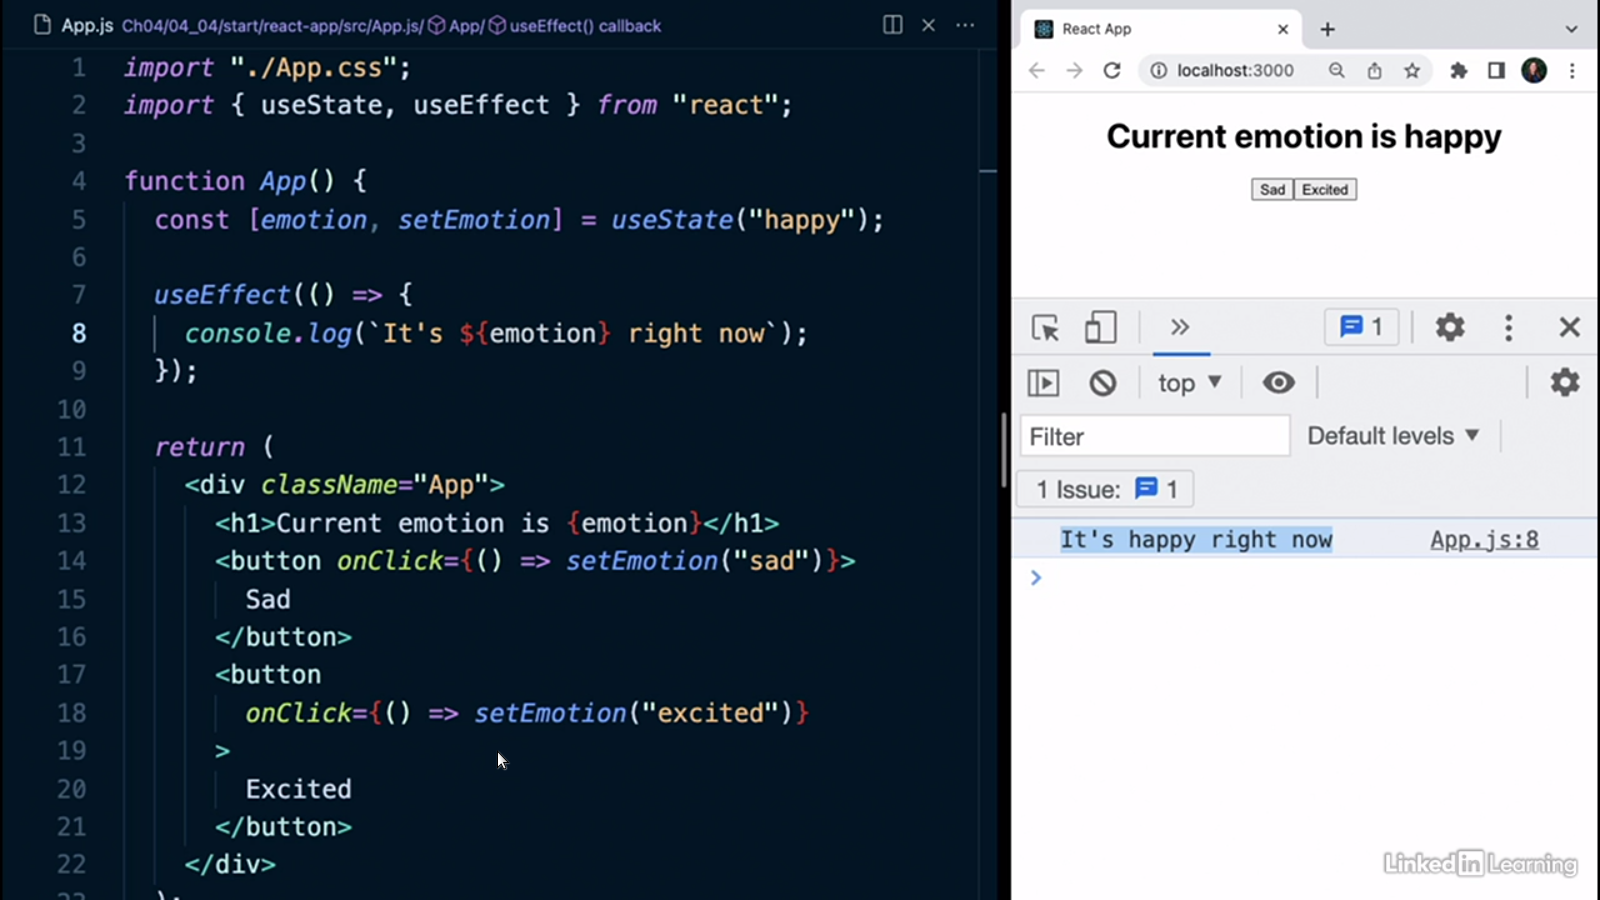 App.js Ch04/04_04/start/react-app/src/App.js/ App/ useEffect() callback
1 import "./App.css";
2 import { useState, useEffect } from "react";
3
4 function App() {
5 const [emotion, setEmotion] = useState("happy");
6
7 useEffect(() => {
8 console.log(`It's ${emotion} right now`);
9 });
10
11 return (
12 <div className="App">
13 <h1>Current emotion is {emotion}</h1>
14 <button onClick={() => setEmotion("sad")}>
15 Sad
16 </button>
17 <button
18 onClick={() => setEmotion("excited")}
19 >
20 Excited
21 </button>
22 </div>
React App
localhost:3000
Current emotion is happy
Sad Excited
1
top
Filter Default levels
1 Issue: 1
It's happy right now App.js:8
Linked in Learning